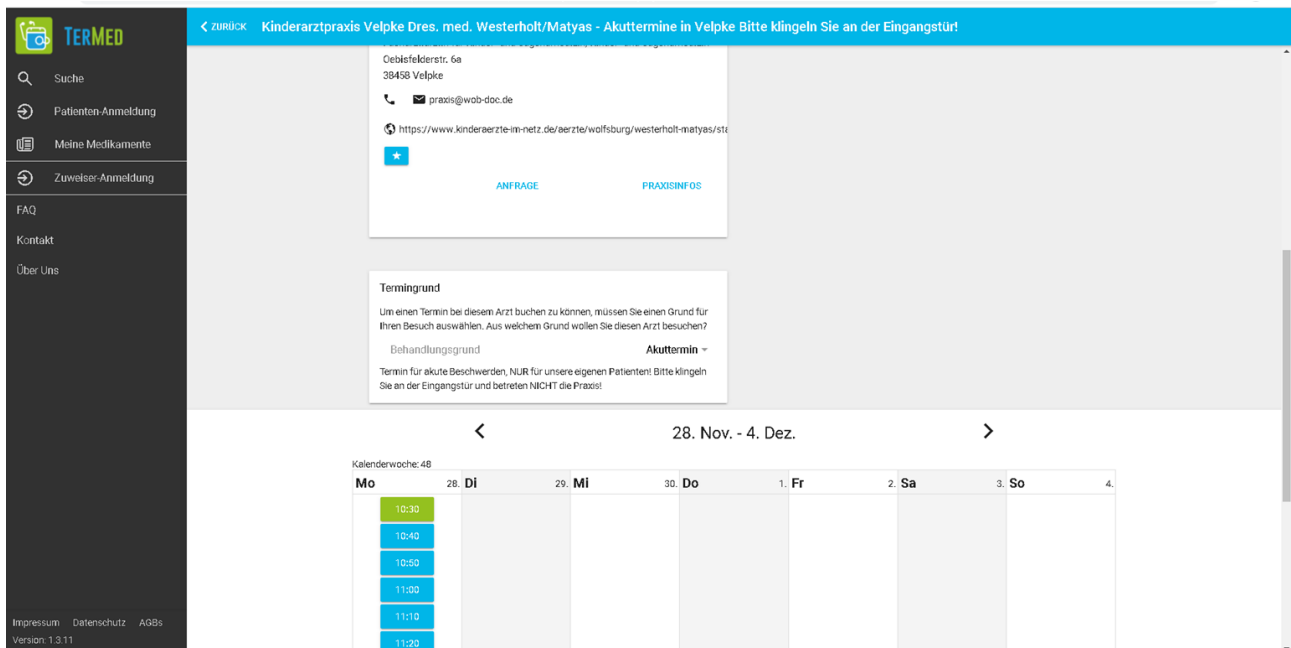 TERMED
ZURÜCK Kinderarztpraxis Velpke Dres. med. Westerholt/Matyas - Akuttermine in Velpke Bitte klingeln Sie an der Eingangstür!
Suche
Patienten-Anmeldung
Meine Medikamente
Zuweiser-Anmeldung
FAQ
Kontakt
Über Uns
Impressum Datenschutz AGBs
Version: 1.3.11
Oebisfelderstr. 6a
38458 Velpke
praxis@wob-doc.de
https://www.kinderaerzte-im-netz.de/aerzte/wolfsburg/westerholt-matyas/sta
ANFRAGE PRAXISINFOS
Termingrund
Um einen Termin bei diesem Arzt buchen zu können, müssen Sie einen Grund für
Ihren Besuch auswählen. Aus welchem Grund wollen Sie diesen Arzt besuchen?
Behandlungsgrund Akuttermin
Termin für akute Beschwerden, NUR für unsere eigenen Patienten! Bitte klingeln
Sie an der Eingangstür und betreten NICHT die Praxis!
28. Nov. - 4. Dez.
Kalenderwoche: 48
Mo 28. Di 29. Mi 30. Do 1. Fr 2. Sa 3. So 4.
10:30
10:40
10:50
11:00
11:10
11:20